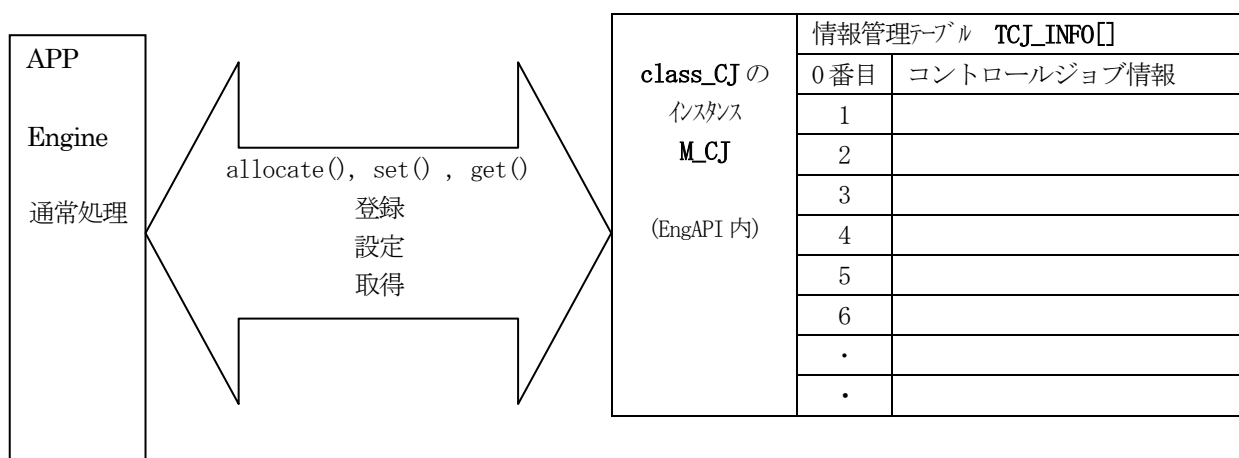 APP
Engine
通常処理
allocate(), set() , get()
登録
設定
取得
class_CJ の
ｲﾝｽﾀﾝｽ
M_CJ
(EngAPI 内)
情報管理ﾃｰﾌﾞﾙ TCJ_INFO[]
0番目 コントロールジョブ情報
1
2
3
4
5
6
・
・